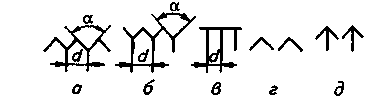 α α
d d d
а б в г д